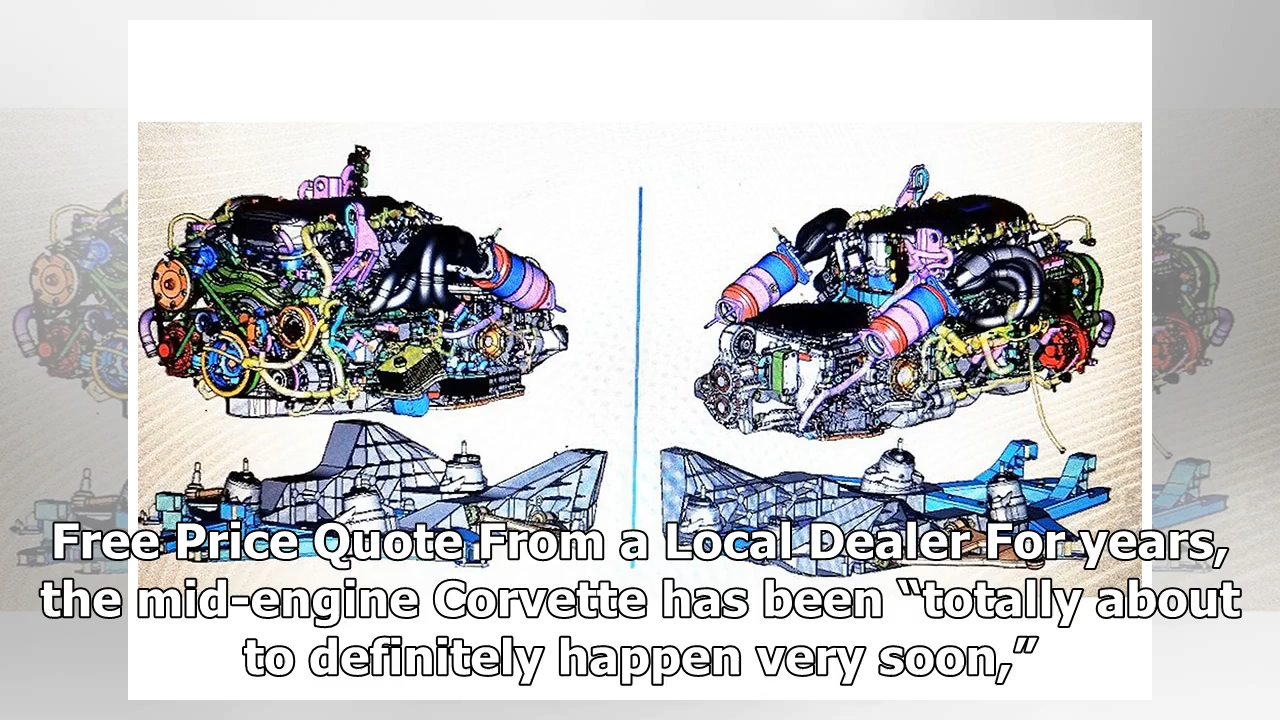 Free Price Quote From a Local Dealer For years,
the mid-engine Corvette has been “totally about
to definitely happen very soon,”